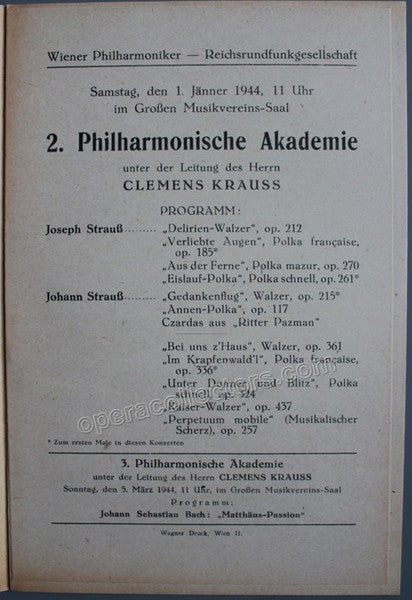 Wiener Philharmoniker — Reichsrundfunkgesellschaft
Samstag, den 1. Jänner 1944, 11 Uhr
im Großen Musikvereins-Saal
2. Philharmonische Akademie
unter der Leitung des Herrn
CLEMENS KRAUSS
PROGRAMM:
Joseph Strauß......... „Delirien-Walzer", op. 212
„Verliebte Augen", Polka française,
op. 185*
„Aus der Ferne", Polka mazur, op. 270
„Eislauf-Polka", Polka schnell, op. 261*
Johann Strauß......... „Gedankenflug", Walzer, op. 215*
„Annen-Polka", op. 117
Czardas aus „Ritter Pazman"
„Bei uns z'Haus", Walzer, op. 361
„Im Krapfenwald'l", Polka française,
op. 336*
„Unter Donner und Blitz", Polka
schnell, op. 324
„Kaiser-Walzer", op. 437
„Perpetuum mobile" (Musikalischer
Scherz), op. 257
* Zum ersten Male in diesen Konzerten
3. Philharmonische Akademie
unter der Leitung des Herrn CLEMENS KRAUSS
Sonntag, den 5. März 1944, 11 Uhr, im Großen Musikvereins-Saal
Programm:
Johann Sebastian Bach: „Matthäus-Passion"
Wagner Druck, Wien II.
operacollectors.com